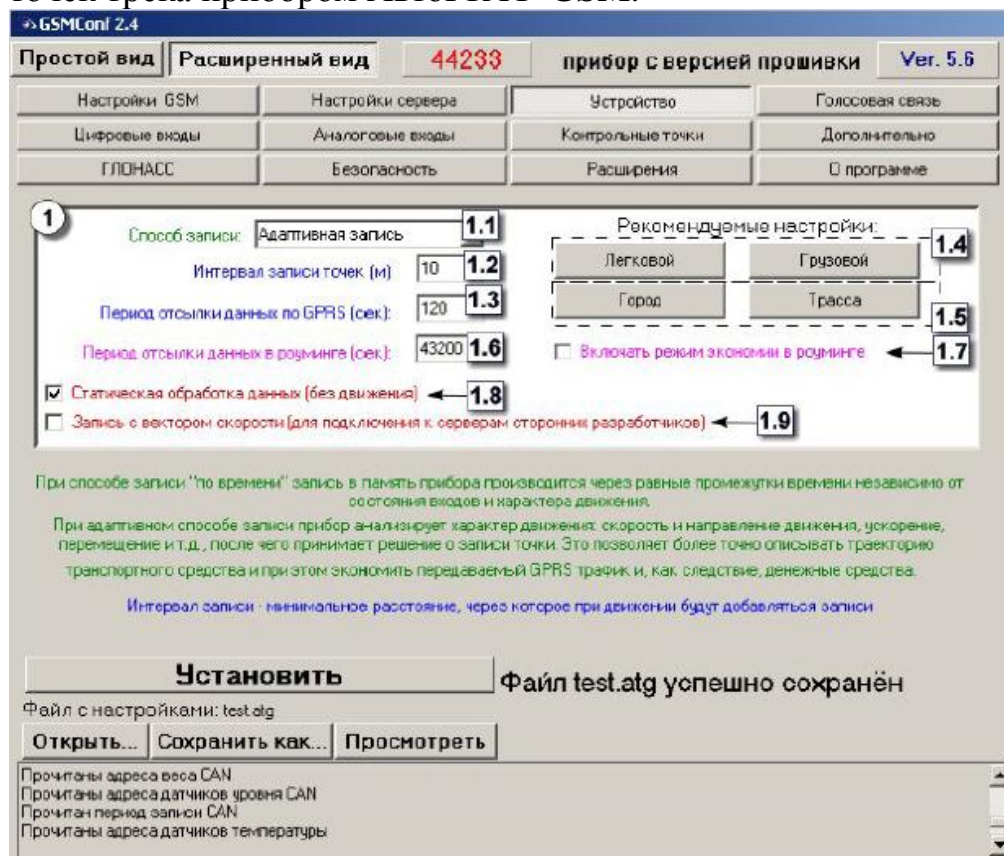 GSMConf 2.4
Простой вид Расширенный вид 44233 прибор с версией прошивки Ver. 5.6
Настройки GSM Настройки сервера Устройство Голосовая связь
Цифровые входы Аналоговые входы Контрольные точки Дополнительно
ГЛОНАСС Безопасность Расширения О программе
1
Способ записи: Адаптивная запись 1.1
Интервал записи точек (м) 10 1.2
Период отсылки данных по GPRS (сек): 120 1.3
Период отсылки данных в роуминге (сек): 43200 1.6
Рекомендуемые настройки:
Легковой Грузовой 1.4
Город Трасса 1.5
Включать режим экономии в роуминге 1.7
Статическая обработка данных (без движения) 1.8
Запись с вектором скорости (для подключения к серверам сторонних разработчиков) 1.9
При способе записи "по времени" запись в память прибора производится через равные промежутки времени независимо от
состояния входов и характера движения.
При адаптивном способе записи прибор анализирует характер движения: скорость и направление движения, ускорение,
перемещение и т.д., после чего принимает решение о записи точки. Это позволяет более точно описывать траекторию
транспортного средства и при этом экономить передаваемый GPRS трафик и, как следствие, денежные средства.
Интервал записи - минимальное расстояние, через которое при движении будут добавляться записи
Установить Файл test.atg успешно сохранён
Файл с настройками: test.atg
Открыть... Сохранить как... Просмотреть
Прочитаны адреса веса CAN
Прочитаны адреса датчиков уровня CAN
Прочитан период записи CAN
Прочитаны адреса датчиков температуры